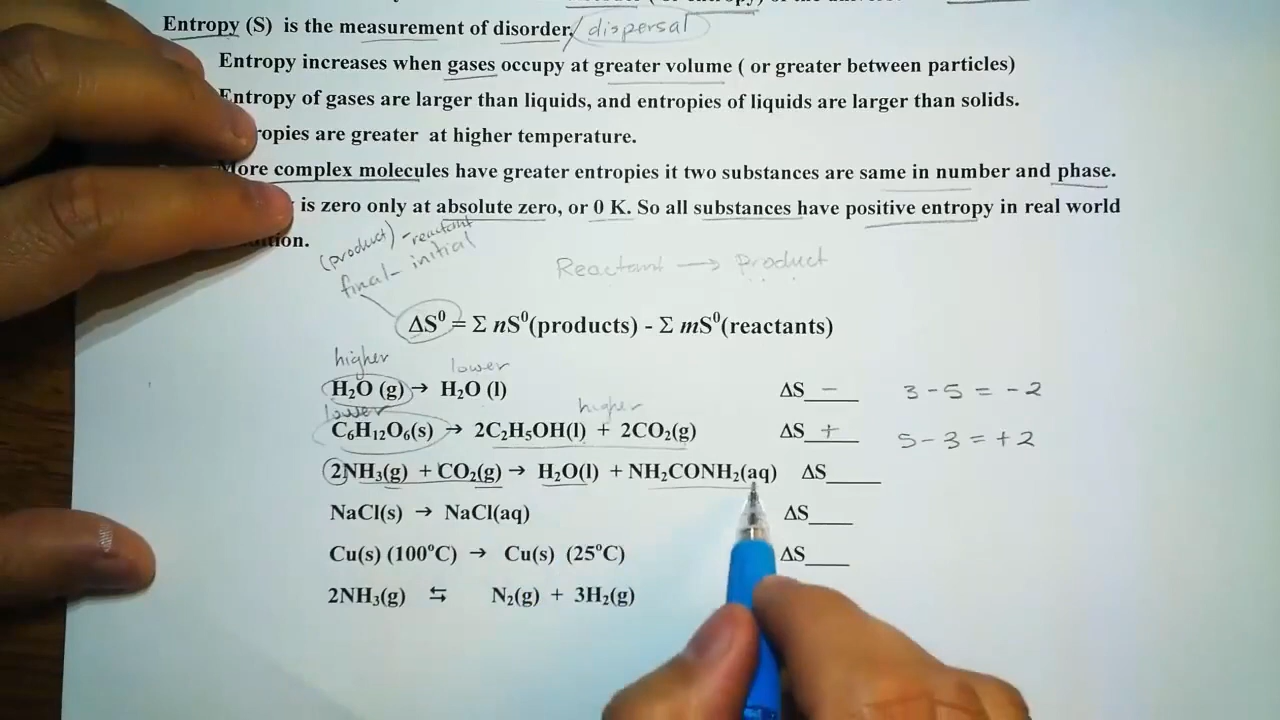 Entropy (S) is the measurement of disorder. / dispersal
Entropy increases when gases occupy at greater volume ( or greater between particles)
Entropy of gases are larger than liquids, and entropies of liquids are larger than solids.
ropies are greater at higher temperature.
More complex molecules have greater entropies it two substances are same in number and phase.
is zero only at absolute zero, or 0 K. So all substances have positive entropy in real world
tion.
(product) - reactant
final - initial
Reactant → product
ΔS⁰ = Σ nS⁰(products) - Σ mS⁰(reactants)
higher lower
H₂O (g) → H₂O (l) ΔS − 3 - 5 = -2
lower higher
C₆H₁₂O₆(s) → 2C₂H₅OH(l) + 2CO₂(g) ΔS + 5 - 3 = +2
2NH₃(g) + CO₂(g) → H₂O(l) + NH₂CONH₂(aq) ΔS____
NaCl(s) → NaCl(aq) ΔS____
Cu(s) (100⁰C) → Cu(s) (25⁰C) ΔS____
2NH₃(g) ⇆ N₂(g) + 3H₂(g)